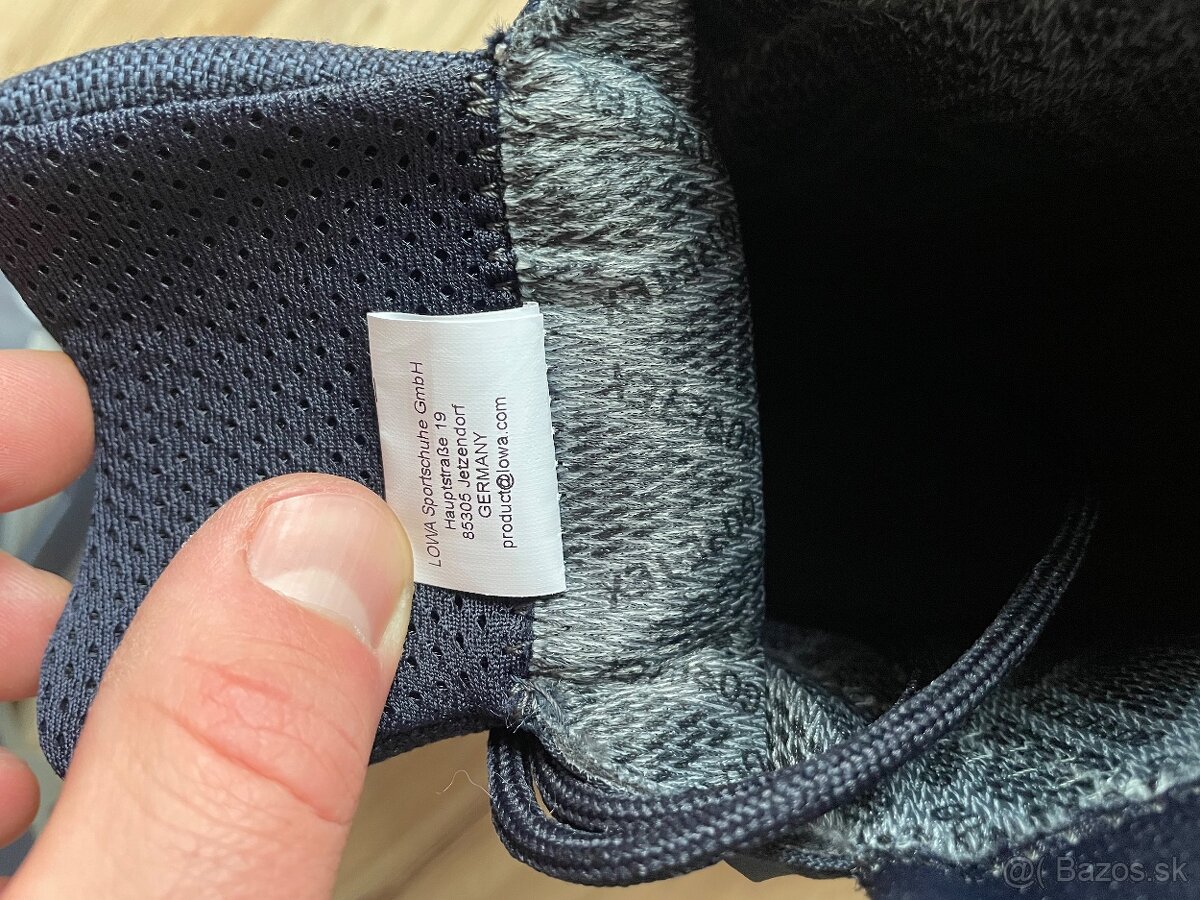 LOWA Sportschuhe GmbH
Hauptstraße 19
85305 Jetzendorf
GERMANY
product@lowa.com
@( Bazos.sk